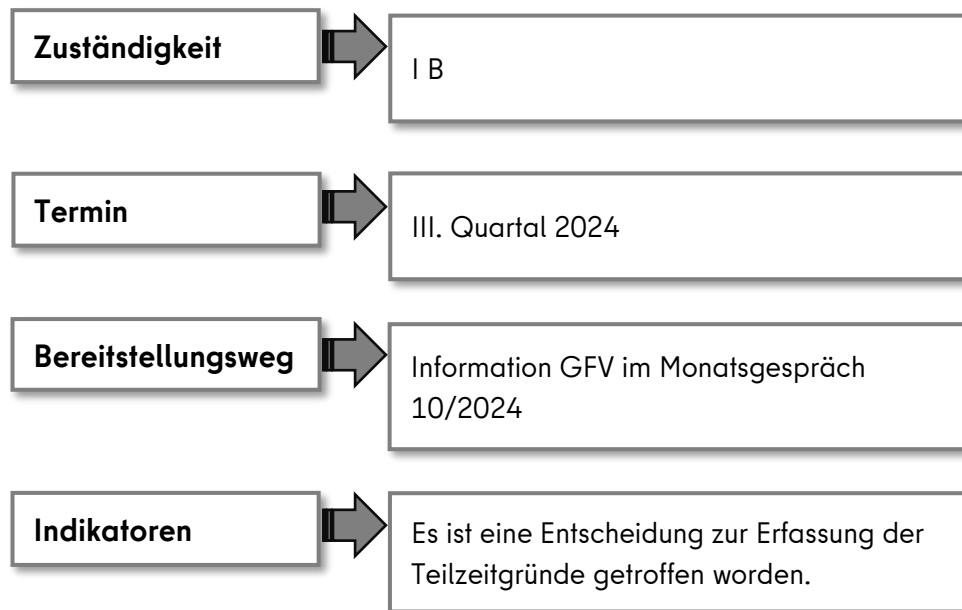 Zuständigkeit
I B
Termin
III. Quartal 2024
Bereitstellungsweg
Information GFV im Monatsgespräch
10/2024
Indikatoren
Es ist eine Entscheidung zur Erfassung der
Teilzeitgründe getroffen worden.